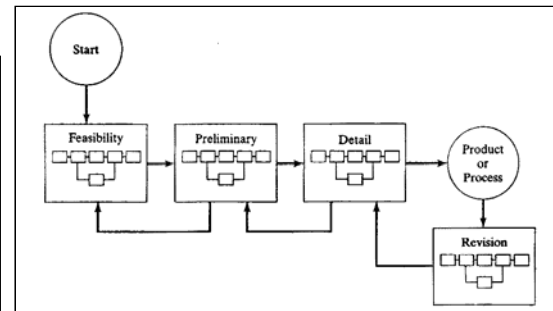 Start
Feasibility
Preliminary
Detail
Product
or
Process
Revision